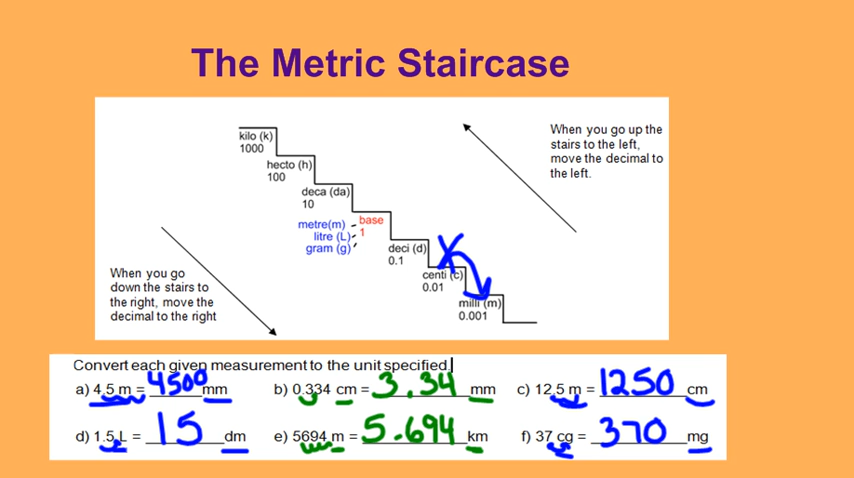 The Metric Staircase
kilo (k)
1000
hecto (h)
100
deca (da)
10
metre(m)
litre (L)
gram (g)
base
1
deci (d)
0.1
centi (c)
0.01
milli (m)
0.001
When you go up the
stairs to the left,
move the decimal to
the left.
When you go
down the stairs to
the right, move the
decimal to the right
Convert each given measurement to the unit specified.
a) 4.5 m = 4500 mm b) 0.334 cm = 3.34 mm c) 12.5 m = 1250 cm
d) 1.5 L = 15 dm e) 5694 m = 5.694 km f) 37 cg = 370 mg